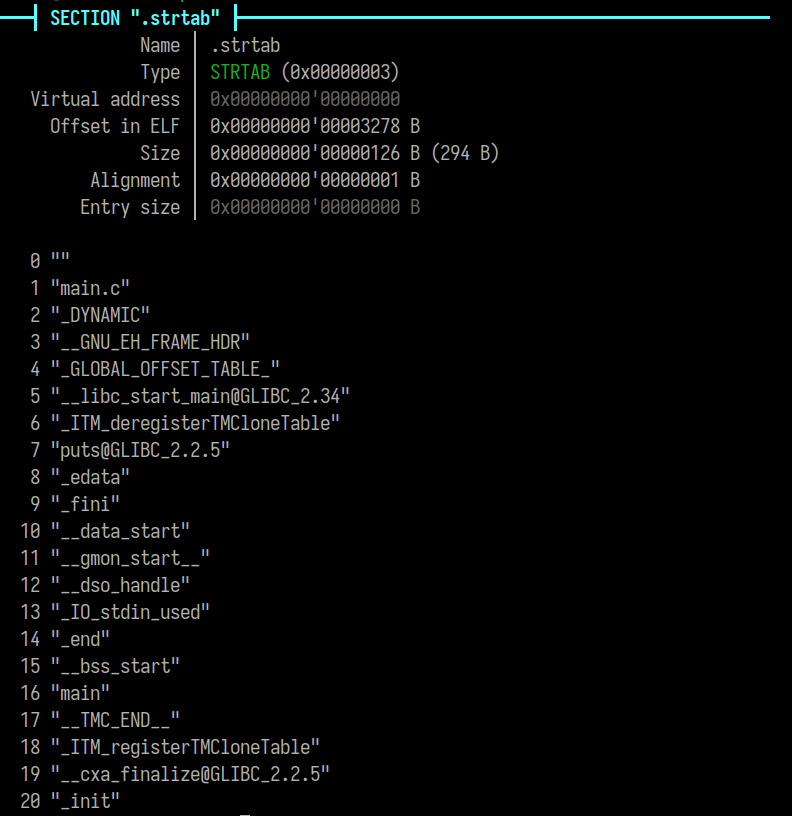 SECTION ".strtab"
Name .strtab
Type STRTAB (0x00000003)
Virtual address 0x00000000'00000000
Offset in ELF 0x00000000'00003278 B
Size 0x00000000'00000126 B (294 B)
Alignment 0x00000000'00000001 B
Entry size 0x00000000'00000000 B
0 ""
1 "main.c"
2 "_DYNAMIC"
3 "__GNU_EH_FRAME_HDR"
4 "_GLOBAL_OFFSET_TABLE_"
5 "__libc_start_main@GLIBC_2.34"
6 "_ITM_deregisterTMCloneTable"
7 "puts@GLIBC_2.2.5"
8 "_edata"
9 "_fini"
10 "__data_start"
11 "__gmon_start__"
12 "__dso_handle"
13 "_IO_stdin_used"
14 "_end"
15 "__bss_start"
16 "main"
17 "__TMC_END__"
18 "_ITM_registerTMCloneTable"
19 "__cxa_finalize@GLIBC_2.2.5"
20 "_init"